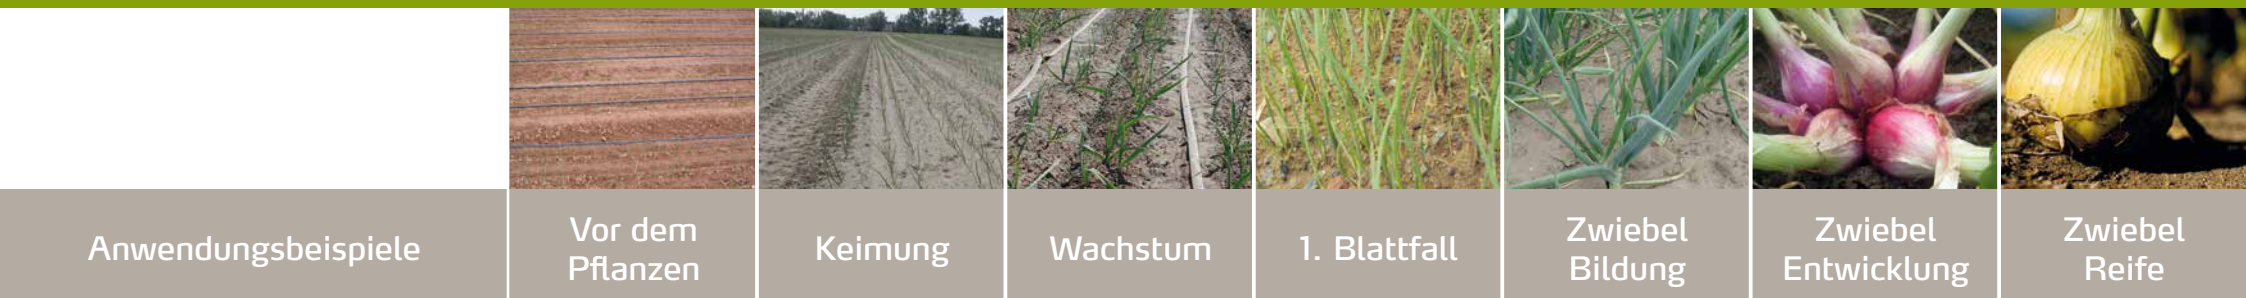 Anwendungsbeispiele
Vor dem
Pflanzen
Keimung
Wachstum
1. Blattfall
Zwiebel
Bildung
Zwiebel
Entwicklung
Zwiebel
Reife